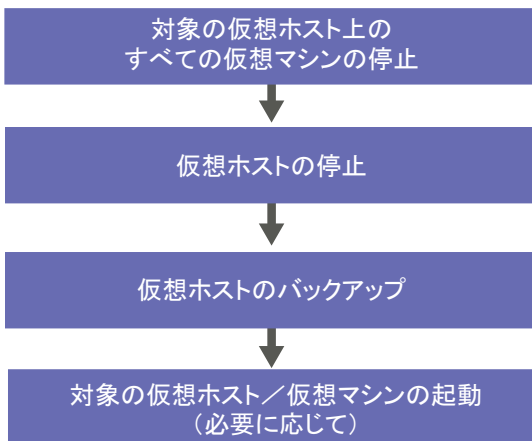 対象の仮想ホスト上の
すべての仮想マシンの停止
仮想ホストの停止
仮想ホストのバックアップ
対象の仮想ホスト／仮想マシンの起動
（必要に応じて）